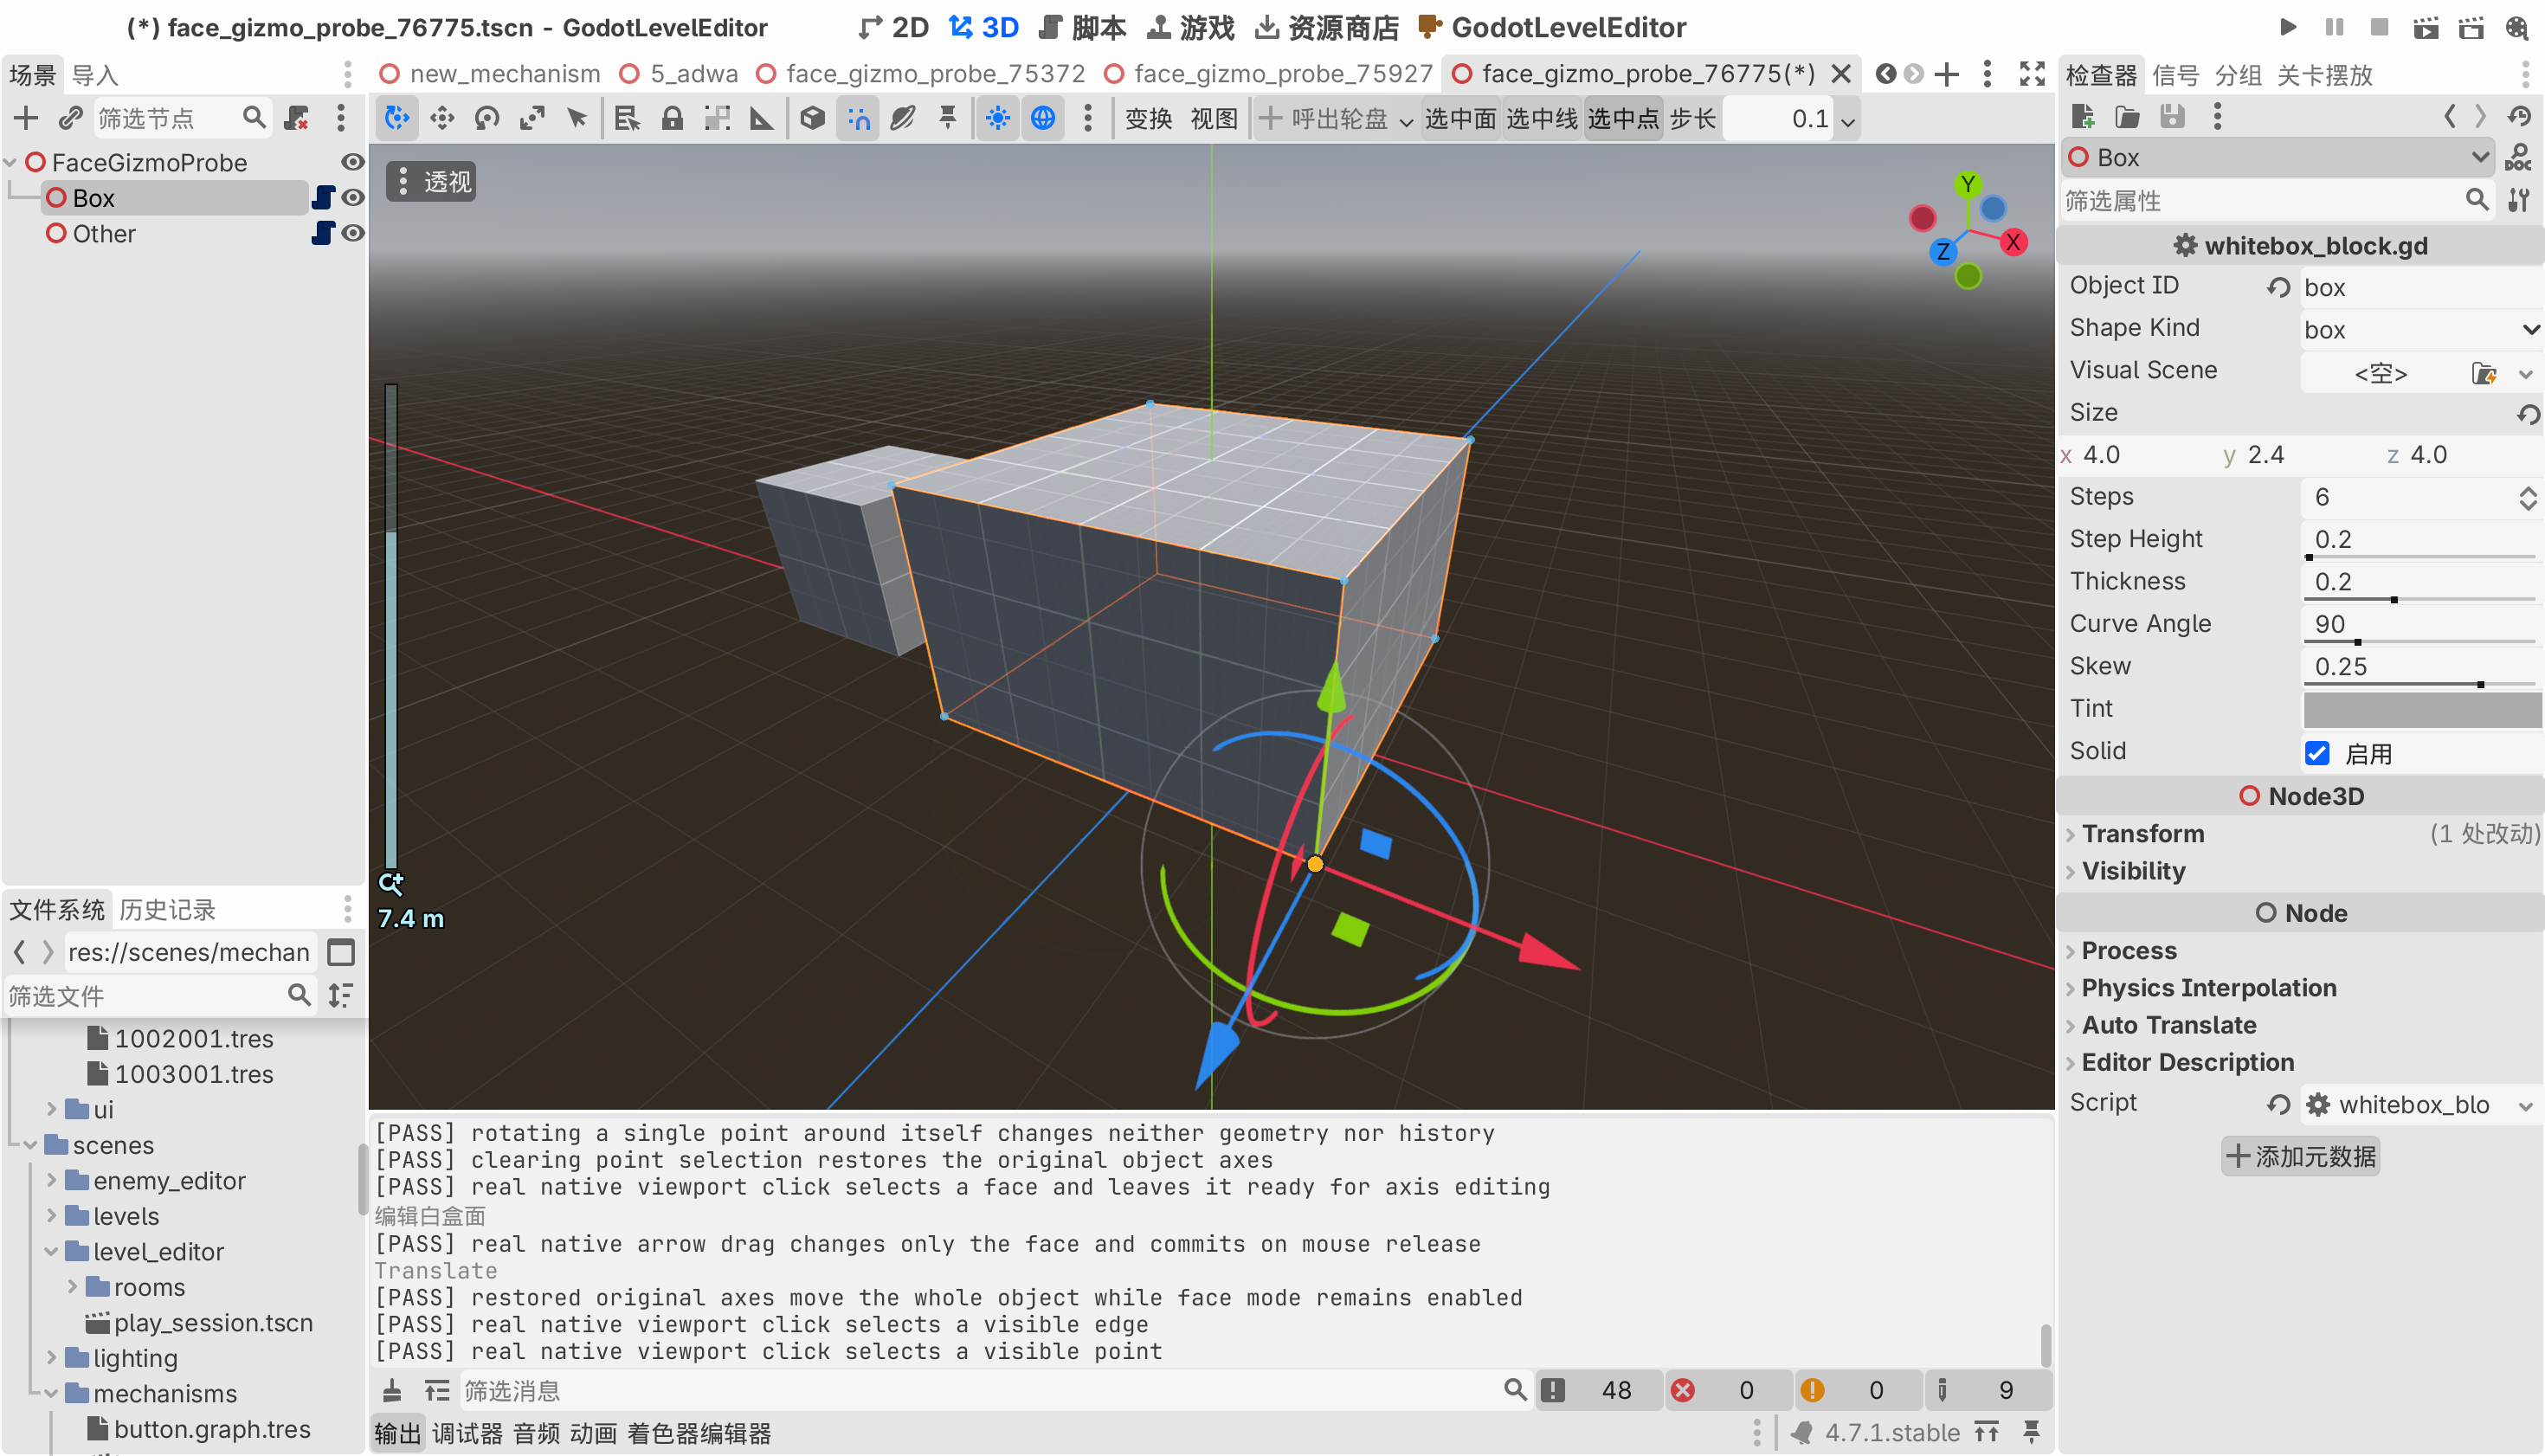 (*) face_gizmo_probe_76775.tscn - GodotLevelEditor
2D 3D 脚本 游戏 资源商店 GodotLevelEditor
场景 导入
筛选节点
FaceGizmoProbe
Box
Other
new_mechanism 5_adwa face_gizmo_probe_75372 face_gizmo_probe_75927 face_gizmo_probe_76775(*)
变换 视图 呼出轮盘 选中面 选中线 选中点 步长 0.1
透视
Y
X
Z
7.4 m
文件系统 历史记录
res://scenes/mechan
筛选文件
1002001.tres
1003001.tres
ui
scenes
enemy_editor
levels
level_editor
rooms
play_session.tscn
lighting
mechanisms
button.graph.tres
[PASS] rotating a single point around itself changes neither geometry nor history
[PASS] clearing point selection restores the original object axes
[PASS] real native viewport click selects a face and leaves it ready for axis editing
编辑白盒面
[PASS] real native arrow drag changes only the face and commits on mouse release
Translate
[PASS] restored original axes move the whole object while face mode remains enabled
[PASS] real native viewport click selects a visible edge
[PASS] real native viewport click selects a visible point
筛选消息 48 0 0 9
输出 调试器 音频 动画 着色器编辑器 4.7.1.stable
检查器 信号 分组 关卡摆放
Box
DOC
筛选属性
whitebox_block.gd
Object ID box
Shape Kind box
Visual Scene <空>
Size
x 4.0 y 2.4 z 4.0
Steps 6
Step Height 0.2
Thickness 0.2
Curve Angle 90
Skew 0.25
Tint
Solid 启用
Node3D
Transform (1 处改动)
Visibility
Node
Process
Physics Interpolation
Auto Translate
Editor Description
Script whitebox_blo
添加元数据